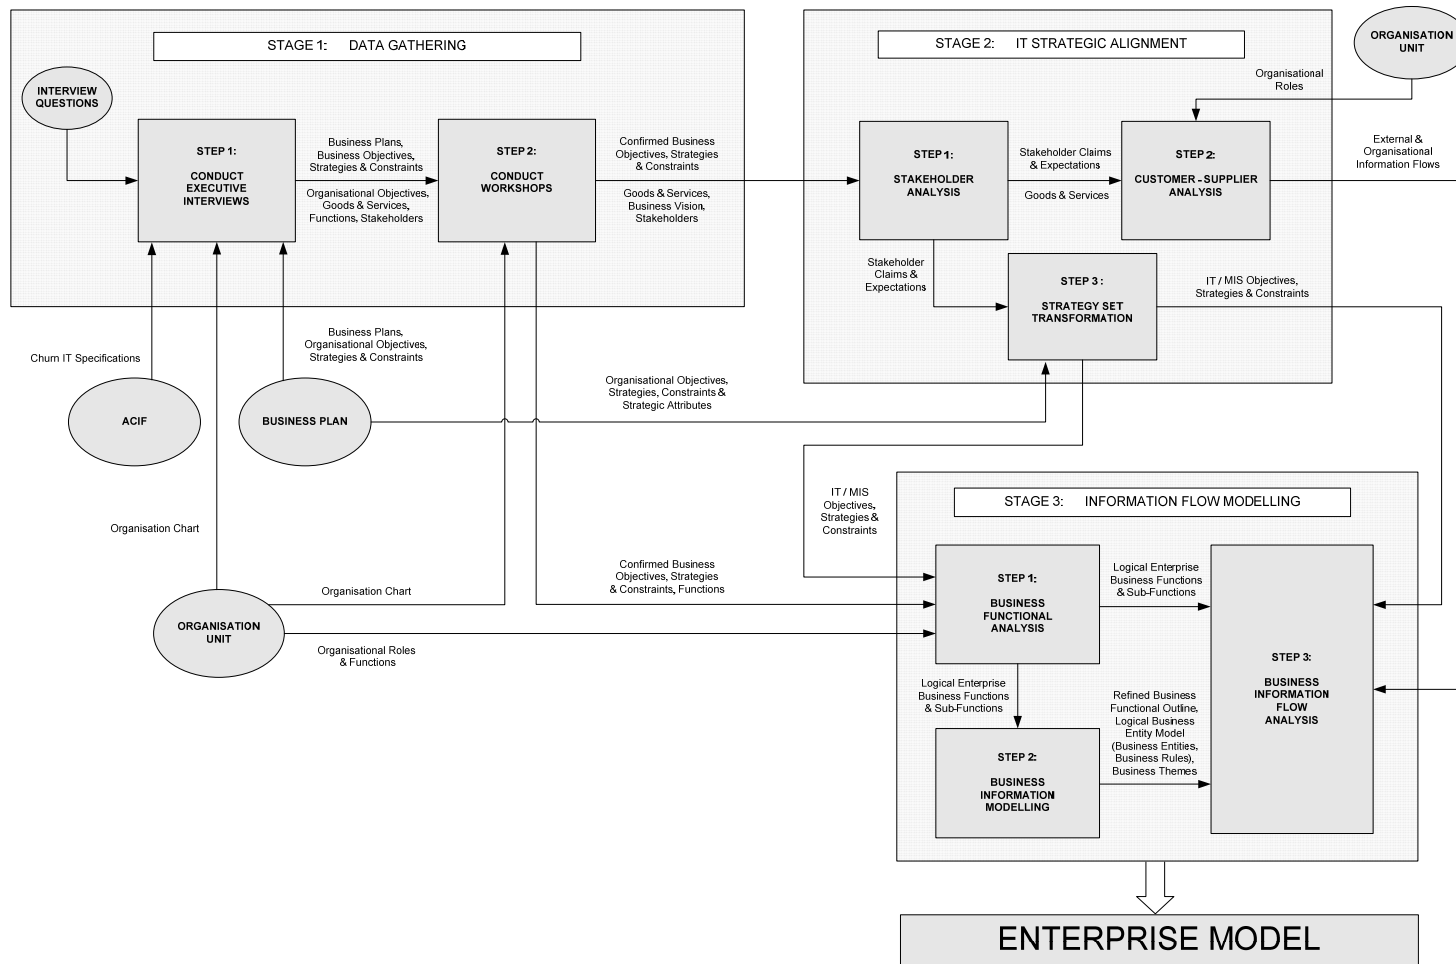 STAGE 1: DATA GATHERING
INTERVIEW
QUESTIONS
STEP 1:
CONDUCT
EXECUTIVE
INTERVIEWS
Business Plans,
Business Objectives,
Strategies & Constraints
Organisational Objectives,
Goods & Services,
Functions, Stakeholders
STEP 2:
CONDUCT
WORKSHOPS
Confirmed Business
Objectives, Strategies
& Constraints
Goods & Services,
Business Vision,
Stakeholders
STAGE 2: IT STRATEGIC ALIGNMENT
ORGANISATION
UNIT
Organisational
Roles
STEP 1:
STAKEHOLDER
ANALYSIS
Stakeholder Claims
& Expectations
Goods & Services
STEP 2:
CUSTOMER - SUPPLIER
ANALYSIS
External &
Organisational
Information Flows
Stakeholder
Claims &
Expectations
STEP 3 :
STRATEGY SET
TRANSFORMATION
IT / MIS Objectives,
Strategies & Constraints
Churn IT Specifications
Business Plans,
Organisational Objectives,
Strategies & Constraints
ACIF
BUSINESS PLAN
Organisational Objectives,
Strategies, Constraints &
Strategic Attributes
Organisation Chart
ORGANISATION
UNIT
Organisation Chart
Organisational Roles
& Functions
Confirmed Business
Objectives, Strategies
& Constraints, Functions
IT / MIS
Objectives,
Strategies &
Constraints
STAGE 3: INFORMATION FLOW MODELLING
STEP 1:
BUSINESS
FUNCTIONAL
ANALYSIS
Logical Enterprise
Business Functions
& Sub-Functions
Logical Enterprise
Business Functions
& Sub-Functions
STEP 2:
BUSINESS
INFORMATION
MODELLING
Refined Business
Functional Outline,
Logical Business
Entity Model
(Business Entities,
Business Rules),
Business Themes
STEP 3:
BUSINESS
INFORMATION
FLOW
ANALYSIS
ENTERPRISE MODEL